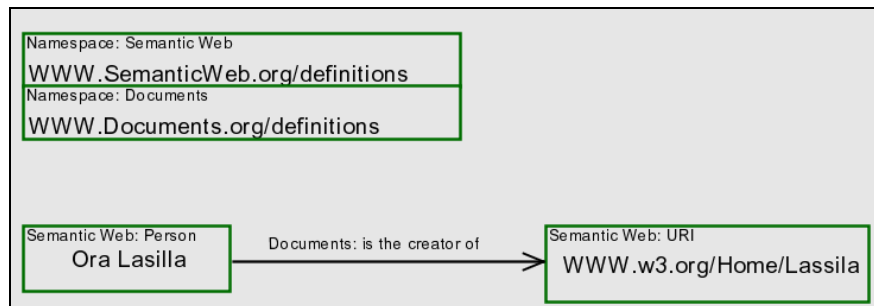 Namespace: Semantic Web
WWW.SemanticWeb.org/definitions
Namespace: Documents
WWW.Documents.org/definitions
Semantic Web: Person
Ora Lasilla
Documents: is the creator of
Semantic Web: URI
WWW.w3.org/Home/Lassila